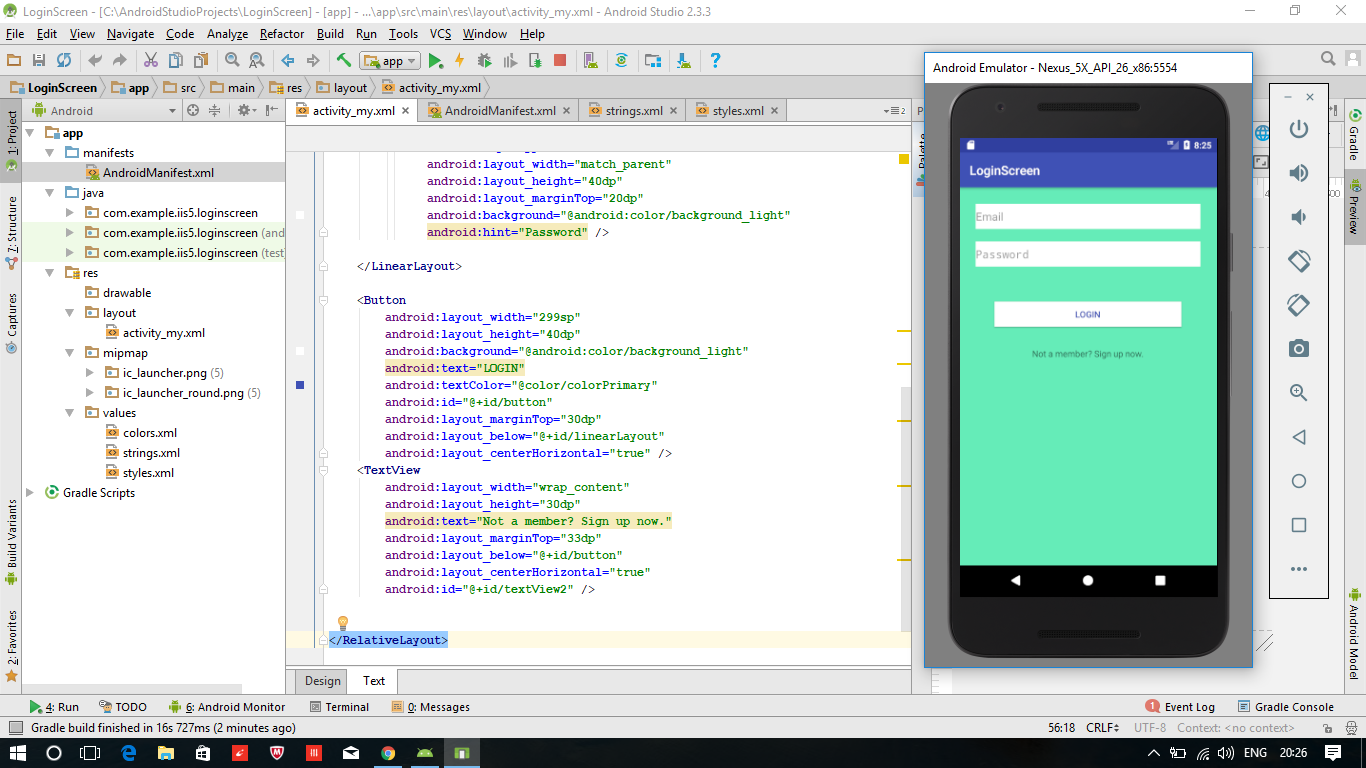 LoginScreen - [C:\AndroidStudioProjects\LoginScreen] - [app] - ...\app\src\main\res\layout\activity_my.xml - Android Studio 2.3.3
File Edit View Navigate Code Analyze Refactor Build Run Tools VCS Window Help
app
LoginScreen app src main res layout activity_my.xml
Android
activity_my.xml AndroidManifest.xml strings.xml styles.xml
1: Project
7: Structure
Captures
Build Variants
2: Favorites
app
manifests
AndroidManifest.xml
java
com.example.iis5.loginscreen
com.example.iis5.loginscreen (and
com.example.iis5.loginscreen (test
res
drawable
layout
activity_my.xml
mipmap
ic_launcher.png (5)
ic_launcher_round.png (5)
values
colors.xml
strings.xml
styles.xml
Gradle Scripts
android:layout_width="match_parent"
android:layout_height="40dp"
android:layout_marginTop="20dp"
android:background="@android:color/background_light"
android:hint="Password" />
</LinearLayout>
<Button
android:layout_width="299sp"
android:layout_height="40dp"
android:background="@android:color/background_light"
android:text="LOGIN"
android:textColor="@color/colorPrimary"
android:id="@+id/button"
android:layout_marginTop="30dp"
android:layout_below="@+id/linearLayout"
android:layout_centerHorizontal="true" />
<TextView
android:layout_width="wrap_content"
android:layout_height="30dp"
android:text="Not a member? Sign up now."
android:layout_marginTop="33dp"
android:layout_below="@+id/button"
android:layout_centerHorizontal="true"
android:id="@+id/textView2" />
</RelativeLayout>
Design Text
Palette
Android Emulator - Nexus_5X_API_26_x86:5554
8:25
LoginScreen
Email
Password
LOGIN
Not a member? Sign up now.
Gradle
Preview
Android Model
4: Run TODO 6: Android Monitor Terminal 0: Messages 1 Event Log Gradle Console
Gradle build finished in 16s 727ms (2 minutes ago) 56:18 CRLF UTF-8 Context: <no context>
ENG 20:26